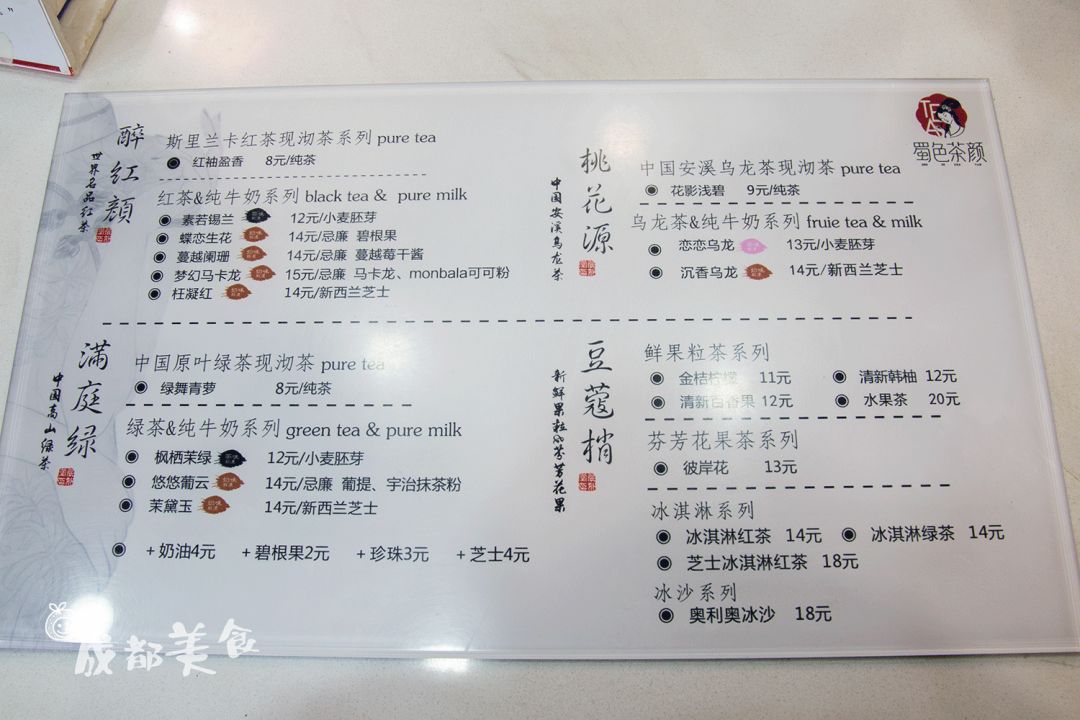 醉红顏
世界名品红茶
斯里兰卡红茶现沏茶系列 pure tea
红袖盈香 8元/纯茶
红茶&纯牛奶系列 black tea & pure milk
素若锡兰 12元/小麦胚芽
蝶恋生花 14元/忌廉 碧根果
蔓越阑珊 14元/忌廉 蔓越莓干酱
梦幻马卡龙 15元/忌廉 马卡龙、monbala可可粉
枉凝红 14元/新西兰芝士
满庭绿
中国高山绿茶
中国原叶绿茶现沏茶 pure tea
绿舞青萝 8元/纯茶
绿茶&纯牛奶系列 green tea & pure milk
枫栖茉绿 12元/小麦胚芽
悠悠葡云 14元/忌廉 葡提、宇治抹茶粉
茉黛玉 14元/新西兰芝士
+奶油4元 +碧根果2元 +珍珠3元 +芝士4元
桃花源
中国安溪乌龙茶
中国安溪乌龙茶现沏茶 pure tea
花影浅碧 9元/纯茶
乌龙茶&纯牛奶系列 fruie tea & milk
恋恋乌龙 13元/小麦胚芽
沉香乌龙 14元/新西兰芝士
豆蔻梢
新鲜果粒和芬芳花果
鲜果粒茶系列
金桔柠檬 11元 清新韩柚 12元
清新百香果 12元 水果茶 20元
芬芳花果茶系列
彼岸花 13元
冰淇淋系列
冰淇淋红茶 14元 冰淇淋绿茶 14元
芝士冰淇淋红茶 18元
冰沙系列
奥利奥冰沙 18元
TEA
蜀色茶颜
成都美食